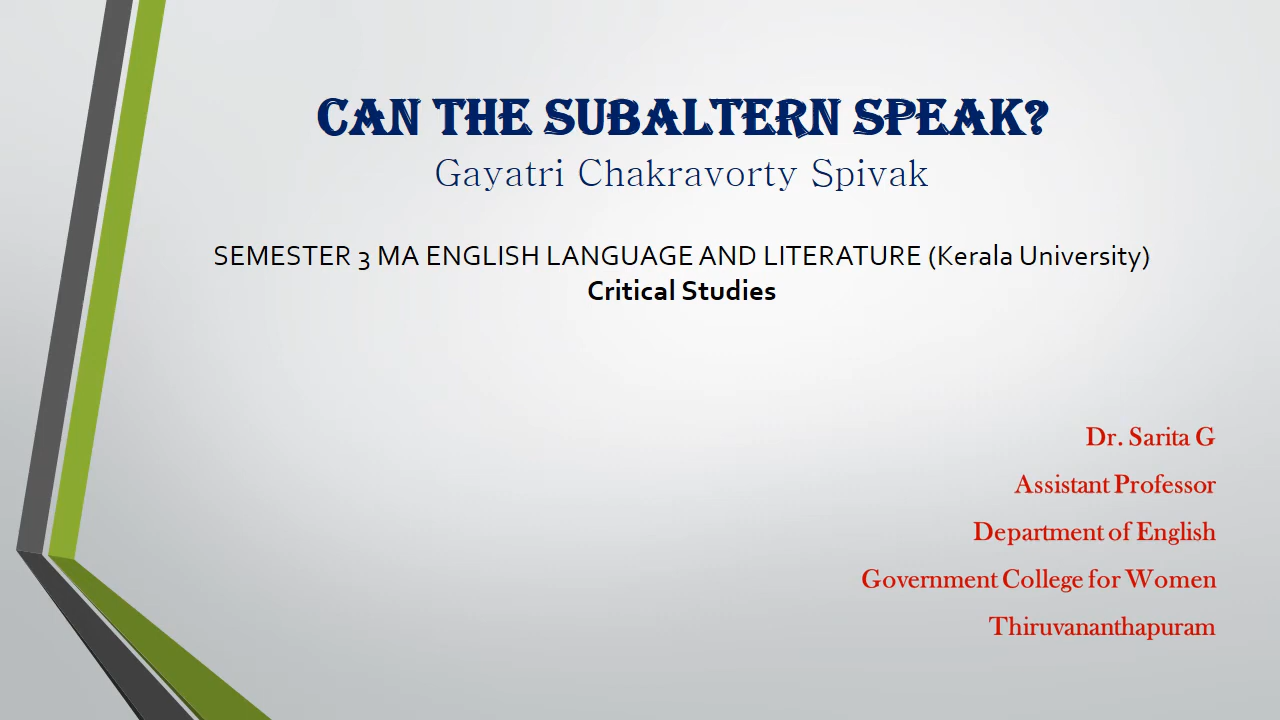 CAN THE SUBALTERN SPEAK?
Gayatri Chakravorty Spivak
SEMESTER 3 MA ENGLISH LANGUAGE AND LITERATURE (Kerala University)
Critical Studies
Dr. Sarita G
Assistant Professor
Department of English
Government College for Women
Thiruvananthapuram